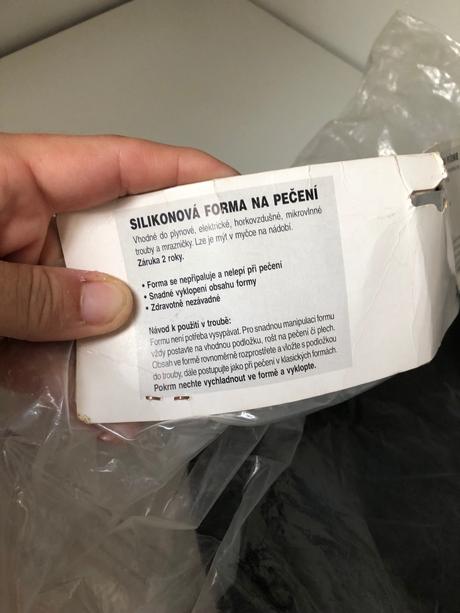 SILIKONOVÁ FORMA NA PEČENÍ
Vhodné do plynové, elektrické, horkovzdušné, mikrovlnné
trouby a mrazničky. Lze je mýt v myčce na nádobí.
Záruka 2 roky.
• Forma se nepřipaluje a nelepí při pečení
• Snadné vyklopení obsahu formy
• Zdravotně nezávadné
Návod k použití v troubě:
Formu není potřeba vysypávat. Pro snadnou manipulaci formu
vždy postavte na vhodnou podložku, rošt na pečení či plech.
Obsah ve formě rovnoměrně rozprostřete a vložte s podložkou
do trouby, dále postupujte jako při pečení v klasických formách.
Pokrm nechte vychladnout ve formě a vyklopte.